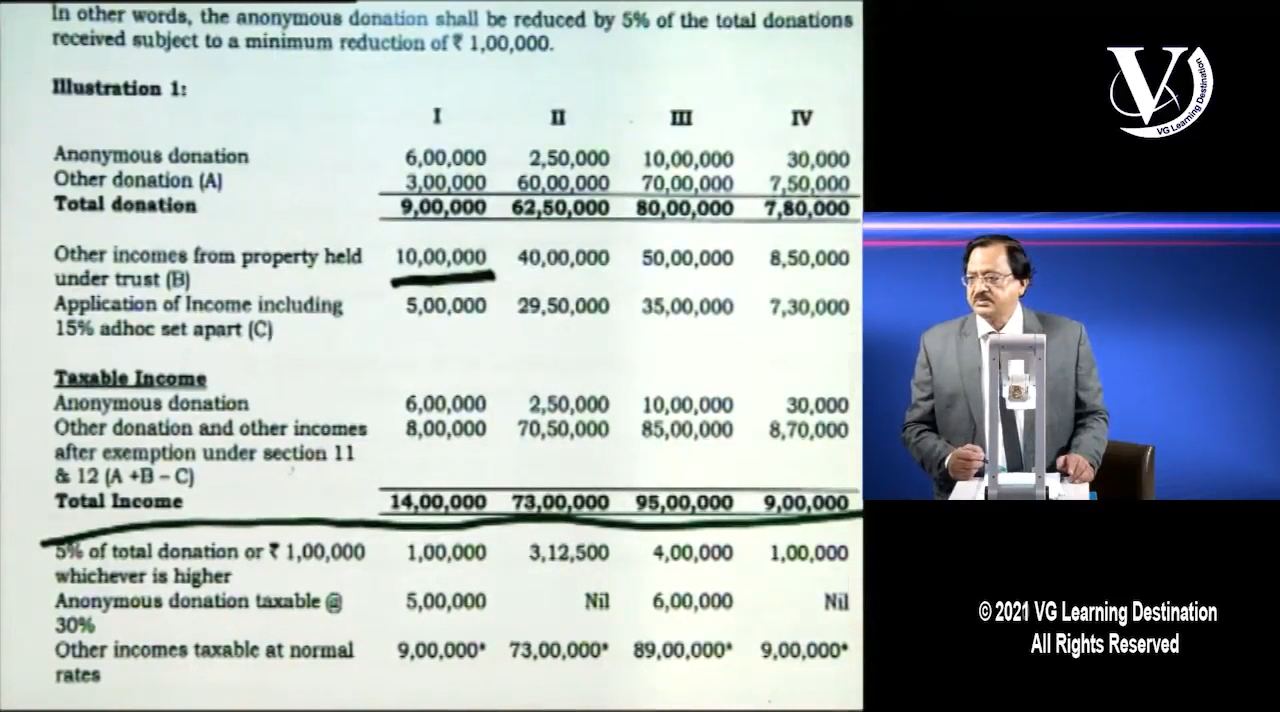 In other words, the anonymous donation shall be reduced by 5% of the total donations
received subject to a minimum reduction of ₹ 1,00,000.
Illustration 1:
I II III IV
Anonymous donation 6,00,000 2,50,000 10,00,000 30,000
Other donation (A) 3,00,000 60,00,000 70,00,000 7,50,000
Total donation 9,00,000 62,50,000 80,00,000 7,80,000
Other incomes from property held 10,00,000 40,00,000 50,00,000 8,50,000
under trust (B)
Application of Income including 5,00,000 29,50,000 35,00,000 7,30,000
15% adhoc set apart (C)
Taxable Income
Anonymous donation 6,00,000 2,50,000 10,00,000 30,000
Other donation and other incomes 8,00,000 70,50,000 85,00,000 8,70,000
after exemption under section 11
& 12 (A +B – C)
Total Income 14,00,000 73,00,000 95,00,000 9,00,000
5% of total donation or ₹ 1,00,000 1,00,000 3,12,500 4,00,000 1,00,000
whichever is higher
Anonymous donation taxable @ 5,00,000 Nil 6,00,000 Nil
30%
Other incomes taxable at normal 9,00,000* 73,00,000* 89,00,000* 9,00,000*
rates
V
VG Learning Destination
© 2021 VG Learning Destination
All Rights Reserved